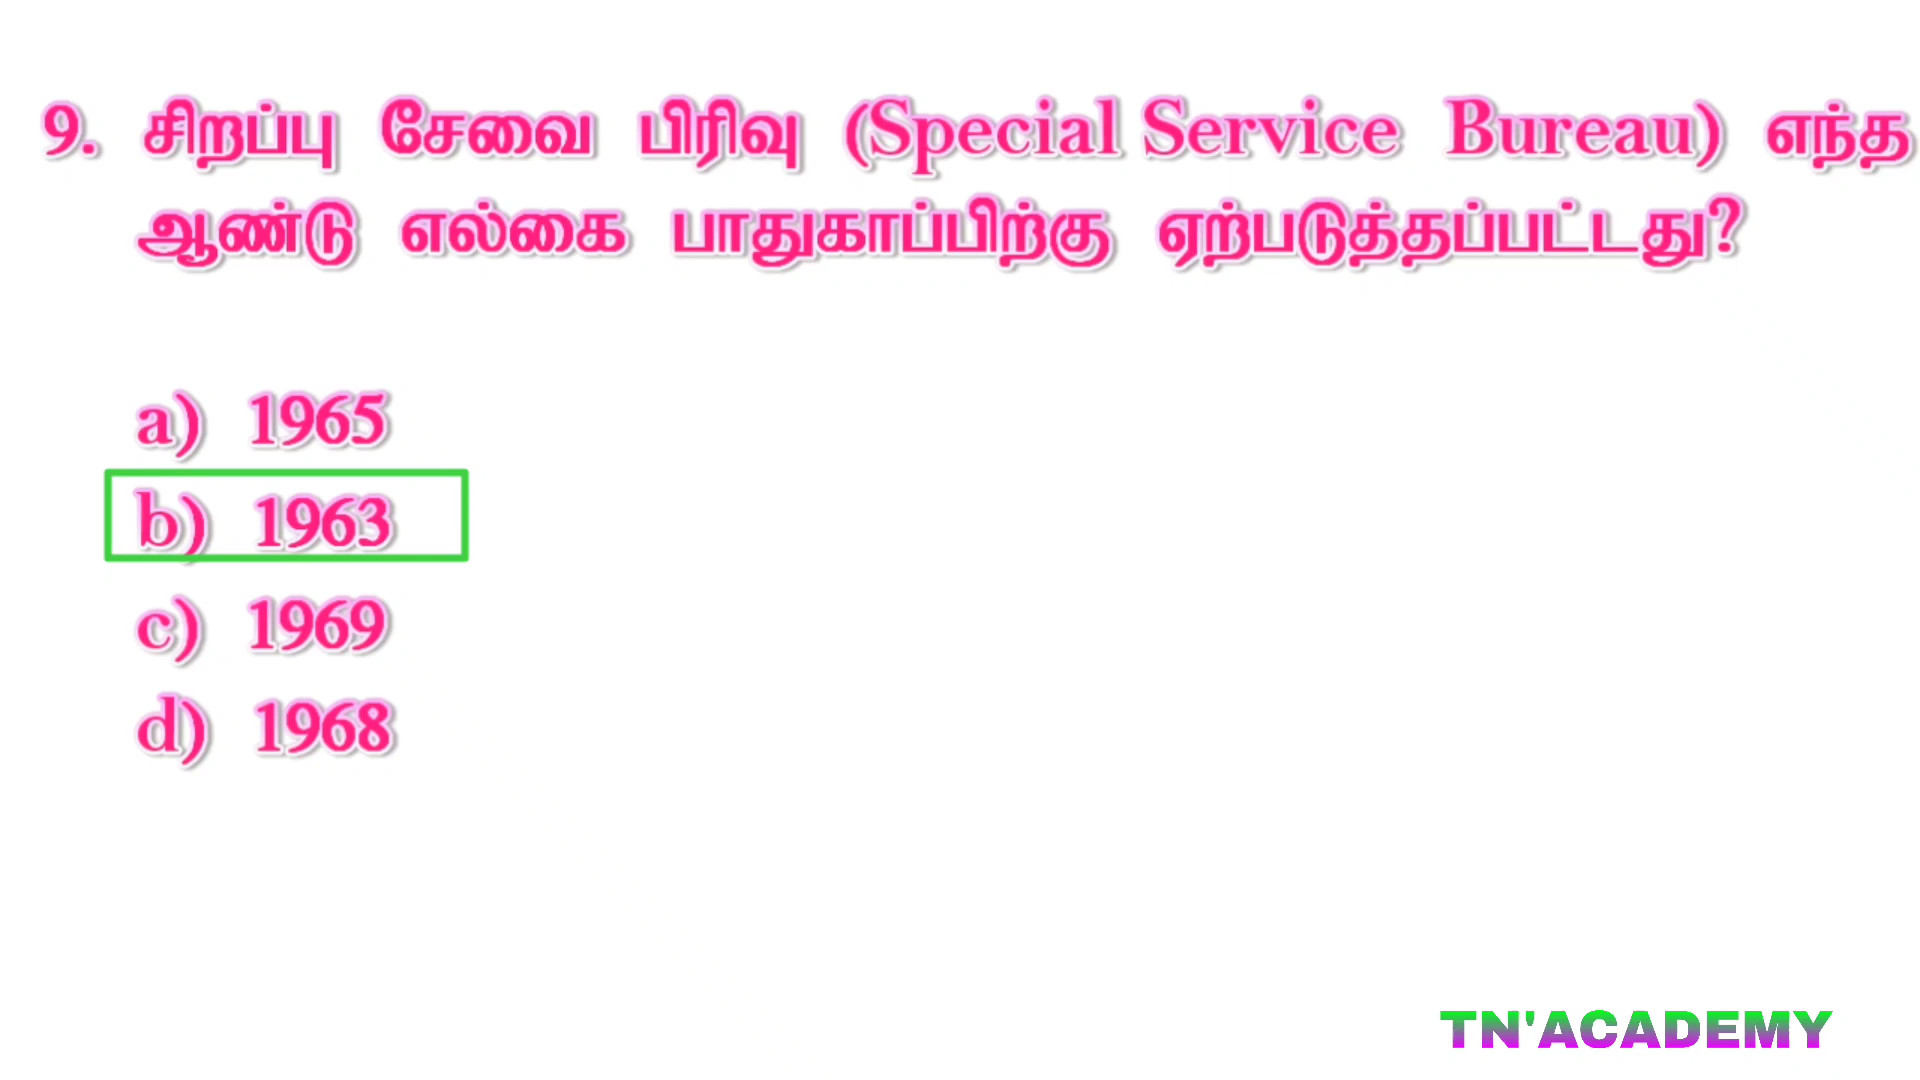 9. சிறப்பு சேவை பிரிவு (Special Service Bureau) எந்த
ஆண்டு எல்கை பாதுகாப்பிற்கு ஏற்படுத்தப்பட்டது?
a) 1965
b) 1963
c) 1969
d) 1968
TN'ACADEMY